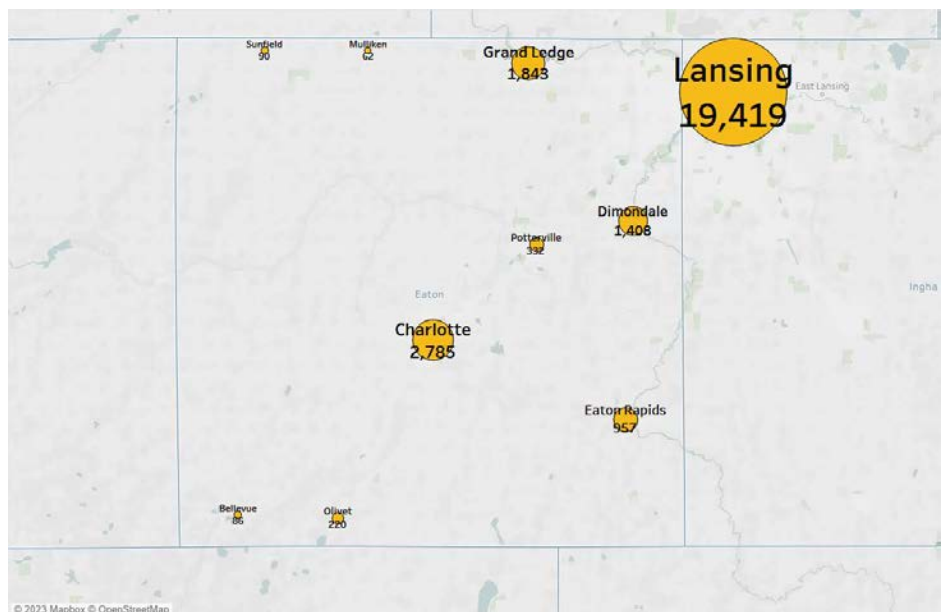 Sunfield
90
Mulliken
62
Grand Ledge
1,843
Lansing
19,419
East Lansing
Dimondale
1,408
Potterville
332
Eaton
Ingha
Charlotte
2,785
Eaton Rapids
957
Bellevue
86
Olivet
220
© 2023 Mapbox © OpenStreetMap